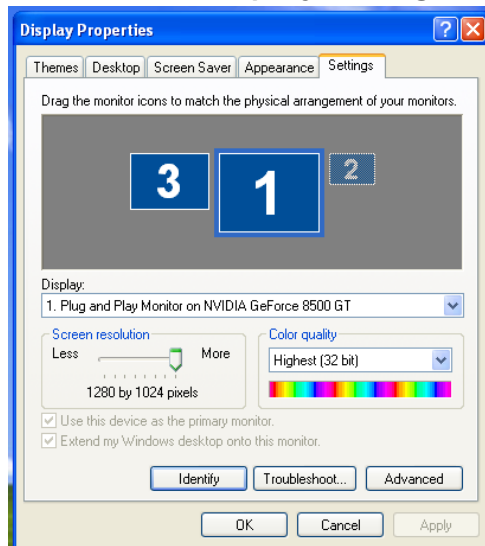 Display Properties
Themes Desktop Screen Saver Appearance Settings
Drag the monitor icons to match the physical arrangement of your monitors.
3 1 2
Display:
1. Plug and Play Monitor on NVIDIA GeForce 8500 GT
Screen resolution
Less More
1280 by 1024 pixels
Color quality
Highest (32 bit)
Use this device as the primary monitor.
Extend my Windows desktop onto this monitor.
Identify Troubleshoot... Advanced
OK Cancel Apply